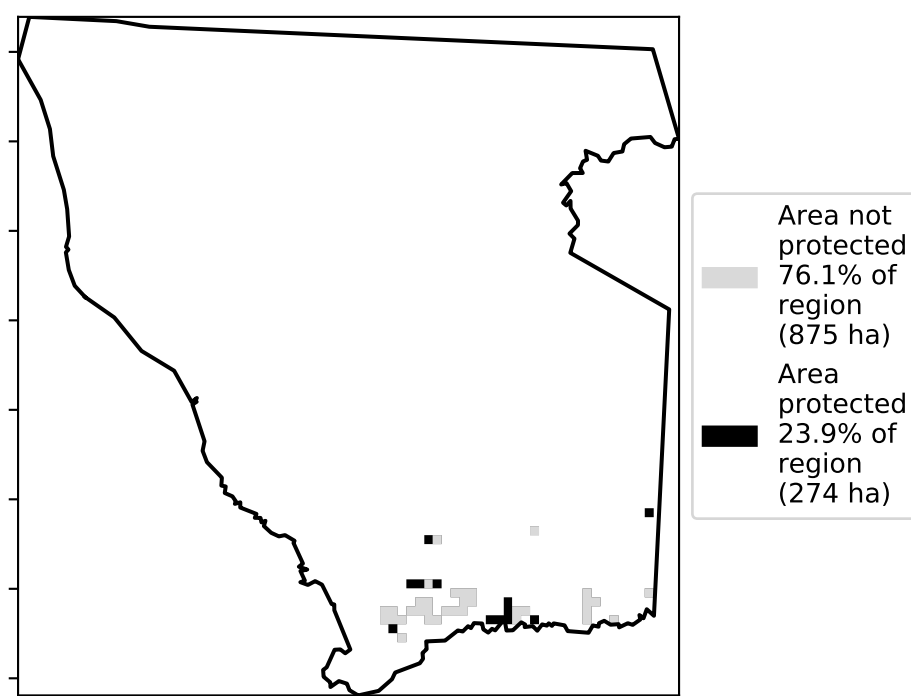 Area not
protected
76.1% of
region
(875 ha)
Area
protected
23.9% of
region
(274 ha)